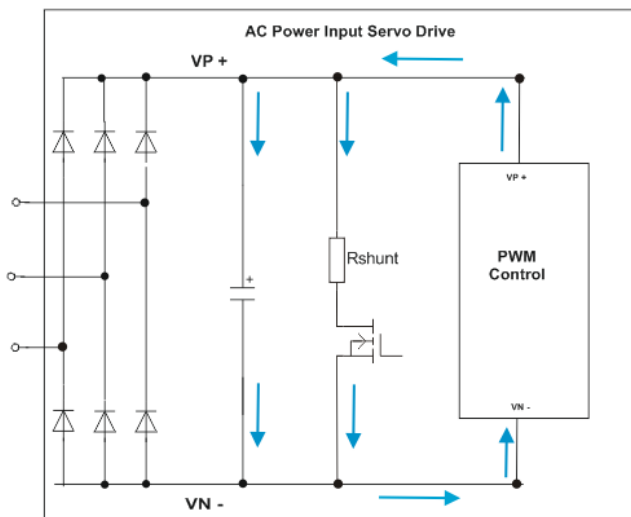 AC Power Input Servo Drive
VP +
VP +
Rshunt
PWM
Control
+
VN -
VN -